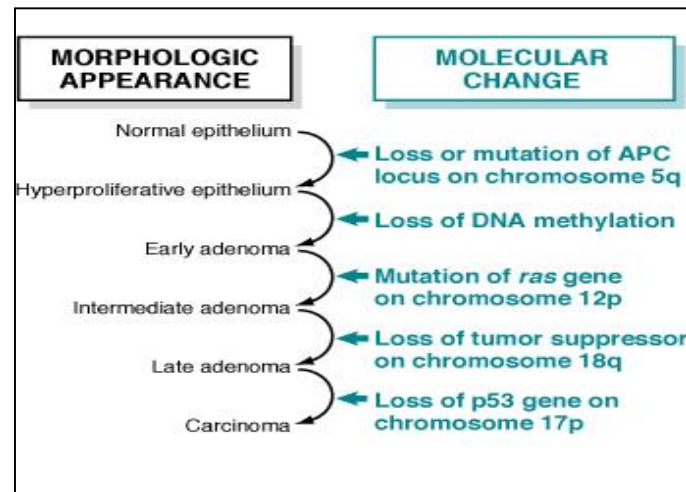 MORPHOLOGIC
APPEARANCE
MOLECULAR
CHANGE
Normal epithelium
Loss or mutation of APC
locus on chromosome 5q
Hyperproliferative epithelium
Loss of DNA methylation
Early adenoma
Mutation of ras gene
on chromosome 12p
Intermediate adenoma
Loss of tumor suppressor
on chromosome 18q
Late adenoma
Loss of p53 gene on
chromosome 17p
Carcinoma